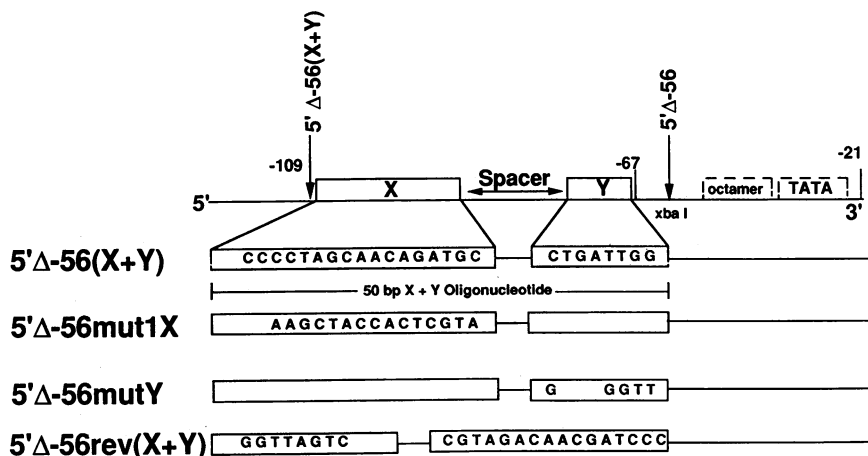 5'Δ-56(X+Y)
5'Δ-56
-109
-67
-21
X
Spacer
Y
octamer
TATA
5'
xba I
3'
5'Δ-56(X+Y)
CCCCTAGCAACAGATGC
CTGATTGG
50 bp X + Y Oligonucleotide
5'Δ-56mut1X
AAGCTACCACTCGTA
5'Δ-56mutY
G GGTT
5'Δ-56rev(X+Y)
GGTTAGTC
CGTAGACAACGATCCC